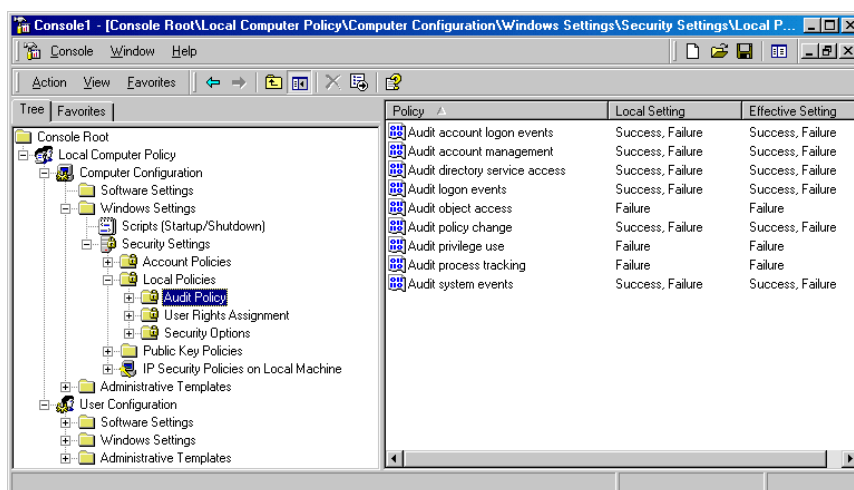 Console1 - [Console Root\Local Computer Policy\Computer Configuration\Windows Settings\Security Settings\Local P...
Console Window Help
Action View Favorites
Tree Favorites
Console Root
Local Computer Policy
Computer Configuration
Software Settings
Windows Settings
Scripts (Startup/Shutdown)
Security Settings
Account Policies
Local Policies
Audit Policy
User Rights Assignment
Security Options
Public Key Policies
IP Security Policies on Local Machine
Administrative Templates
User Configuration
Software Settings
Windows Settings
Administrative Templates
Policy Local Setting Effective Setting
Audit account logon events Success, Failure Success, Failure
Audit account management Success, Failure Success, Failure
Audit directory service access Success, Failure Success, Failure
Audit logon events Success, Failure Success, Failure
Audit object access Failure Failure
Audit policy change Success, Failure Success, Failure
Audit privilege use Failure Failure
Audit process tracking Failure Failure
Audit system events Success, Failure Success, Failure